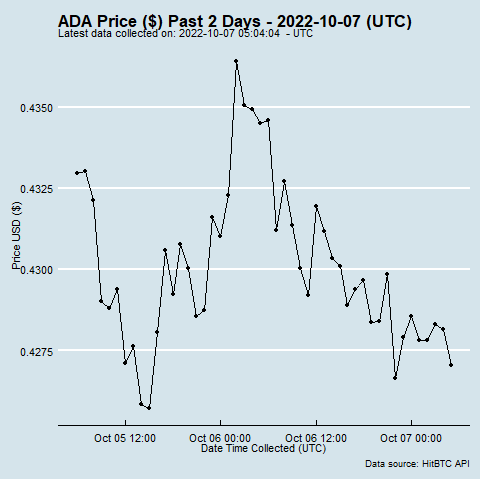 ADA Price ($) Past 2 Days - 2022-10-07 (UTC)
Latest data collected on: 2022-10-07 05:04:04  - UTC
Price USD ($)
0.4350
0.4325
0.4300
0.4275
Oct 05 12:00 Oct 06 00:00 Oct 06 12:00 Oct 07 00:00
Date Time Collected (UTC)
Data source: HitBTC API